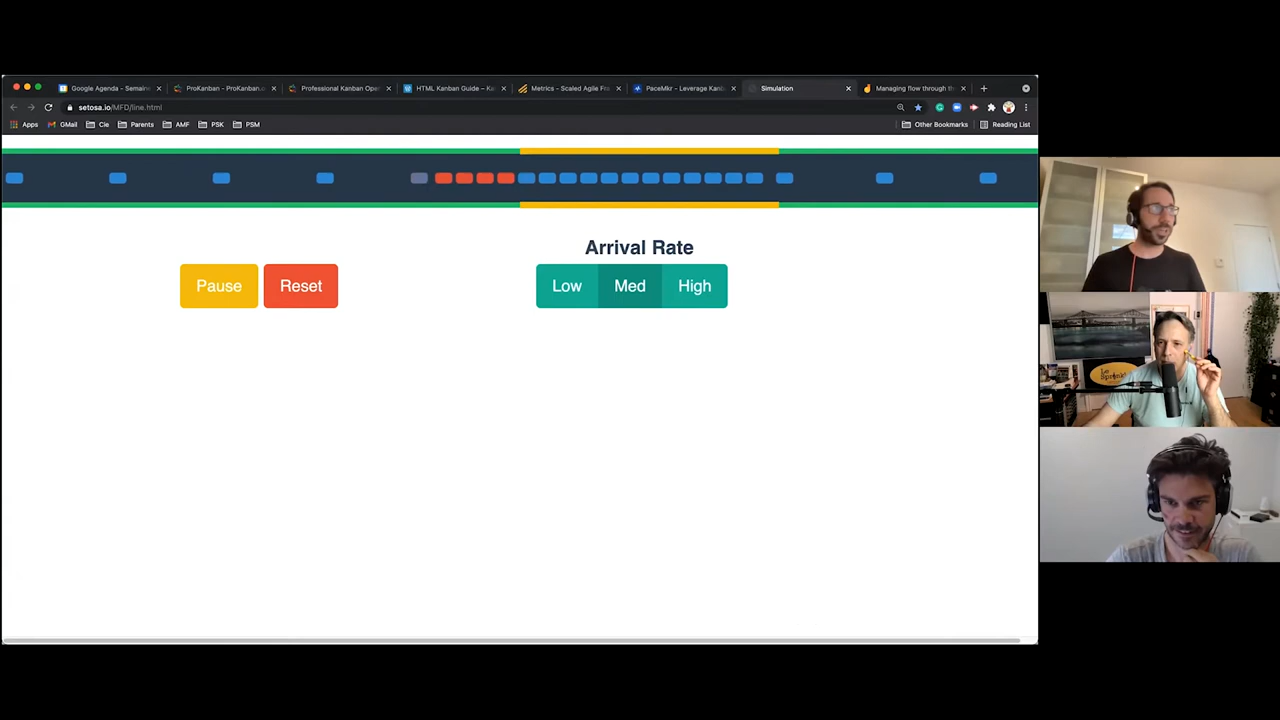 Google Agenda - Semaine
ProKanban - ProKanban.o
Professional Kanban Oper
HTML Kanban Guide – Ka
Metrics - Scaled Agile Fra
PaceMkr - Leverage Kanb
Simulation
Managing flow through th
setosa.io/MFD/line.html
Apps
GMail
Cie
Parents
AMF
PSK
PSM
Other Bookmarks
Reading List
Arrival Rate
Pause
Reset
Low
Med
High